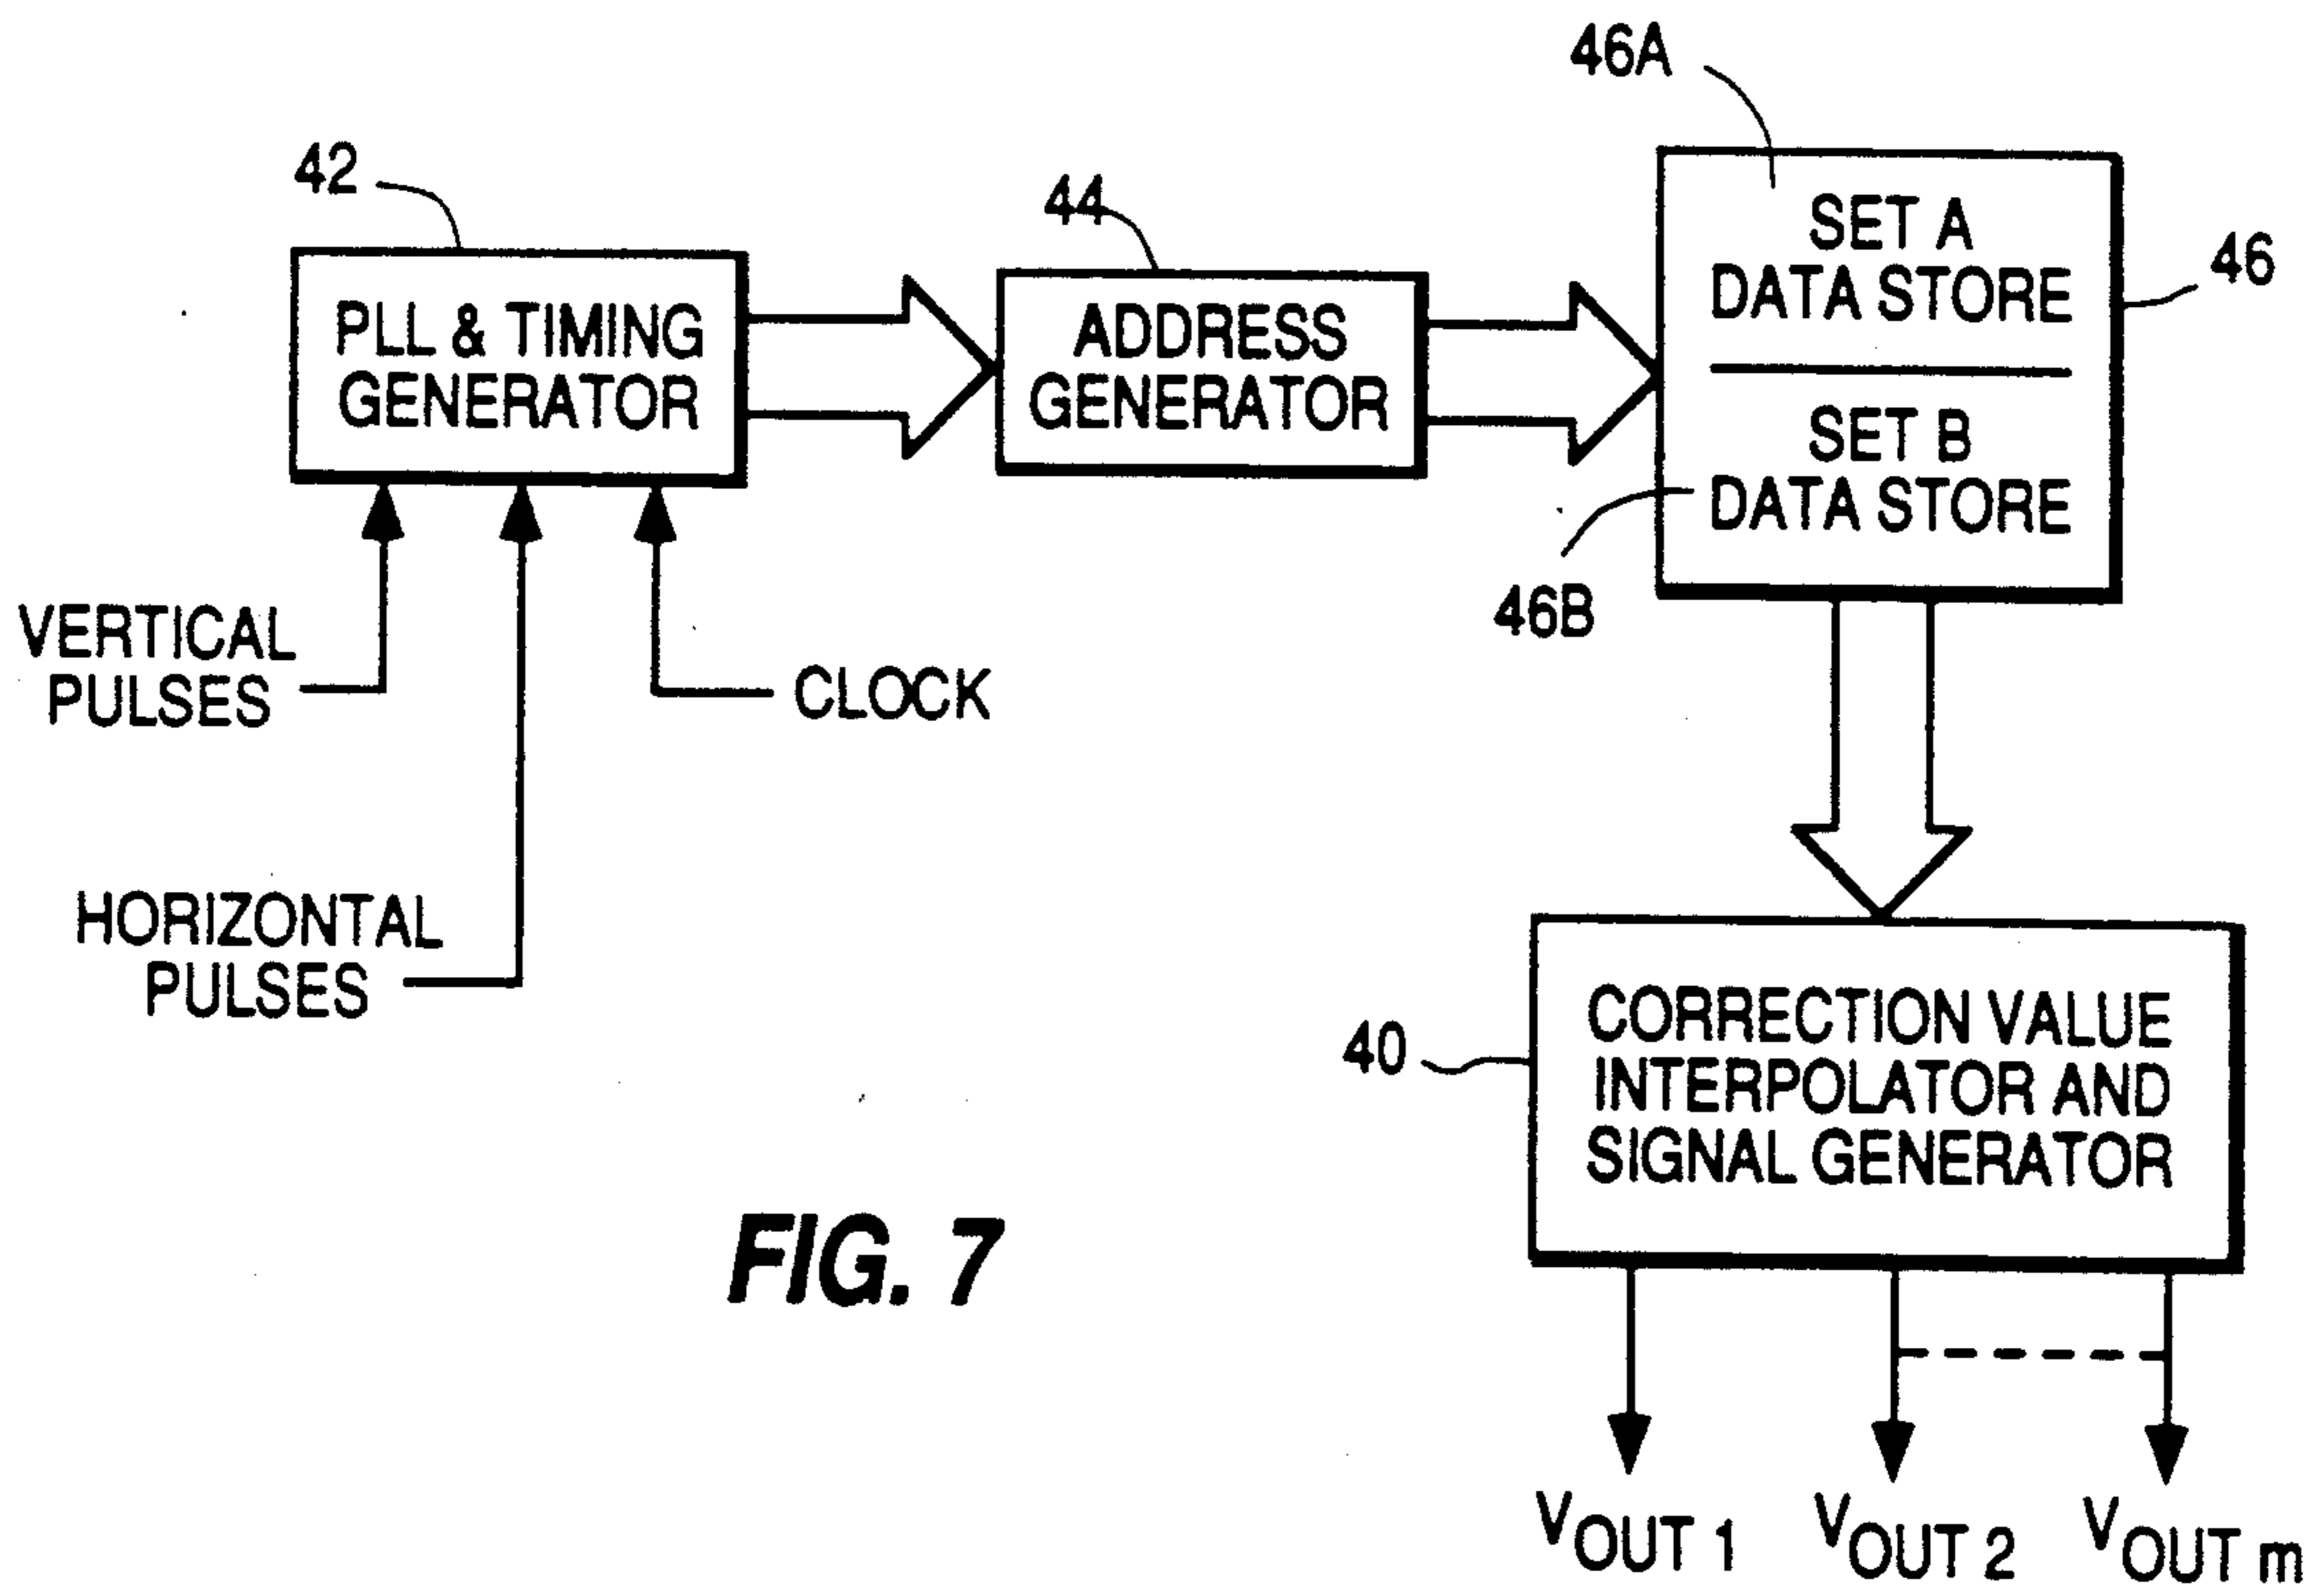 46A
42
44
SET A
DATA STORE
46
PLL & TIMING
GENERATOR
ADDRESS
GENERATOR
SET B
DATA STORE
46B
VERTICAL
PULSES
CLOCK
HORIZONTAL
PULSES
40
CORRECTION VALUE
INTERPOLATOR AND
SIGNAL GENERATOR
FIG. 7
VOUT 1
VOUT 2
VOUT m